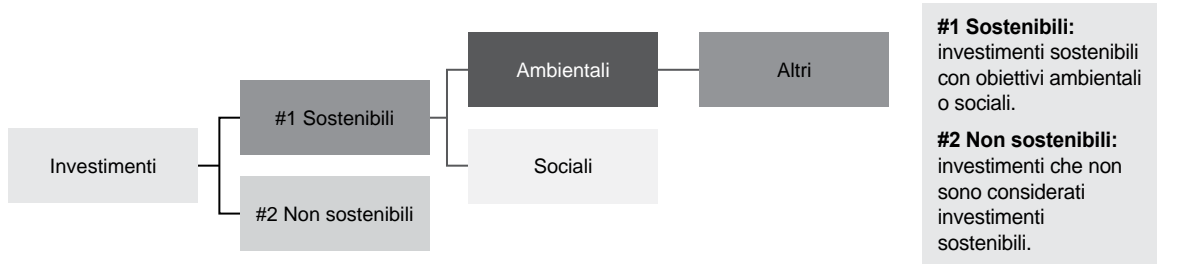 Investimenti
#1 Sostenibili
#2 Non sostenibili
Ambientali
Sociali
Altri
#1 Sostenibili:
investimenti sostenibili
con obiettivi ambientali
o sociali.
#2 Non sostenibili:
investimenti che non
sono considerati
investimenti
sostenibili.